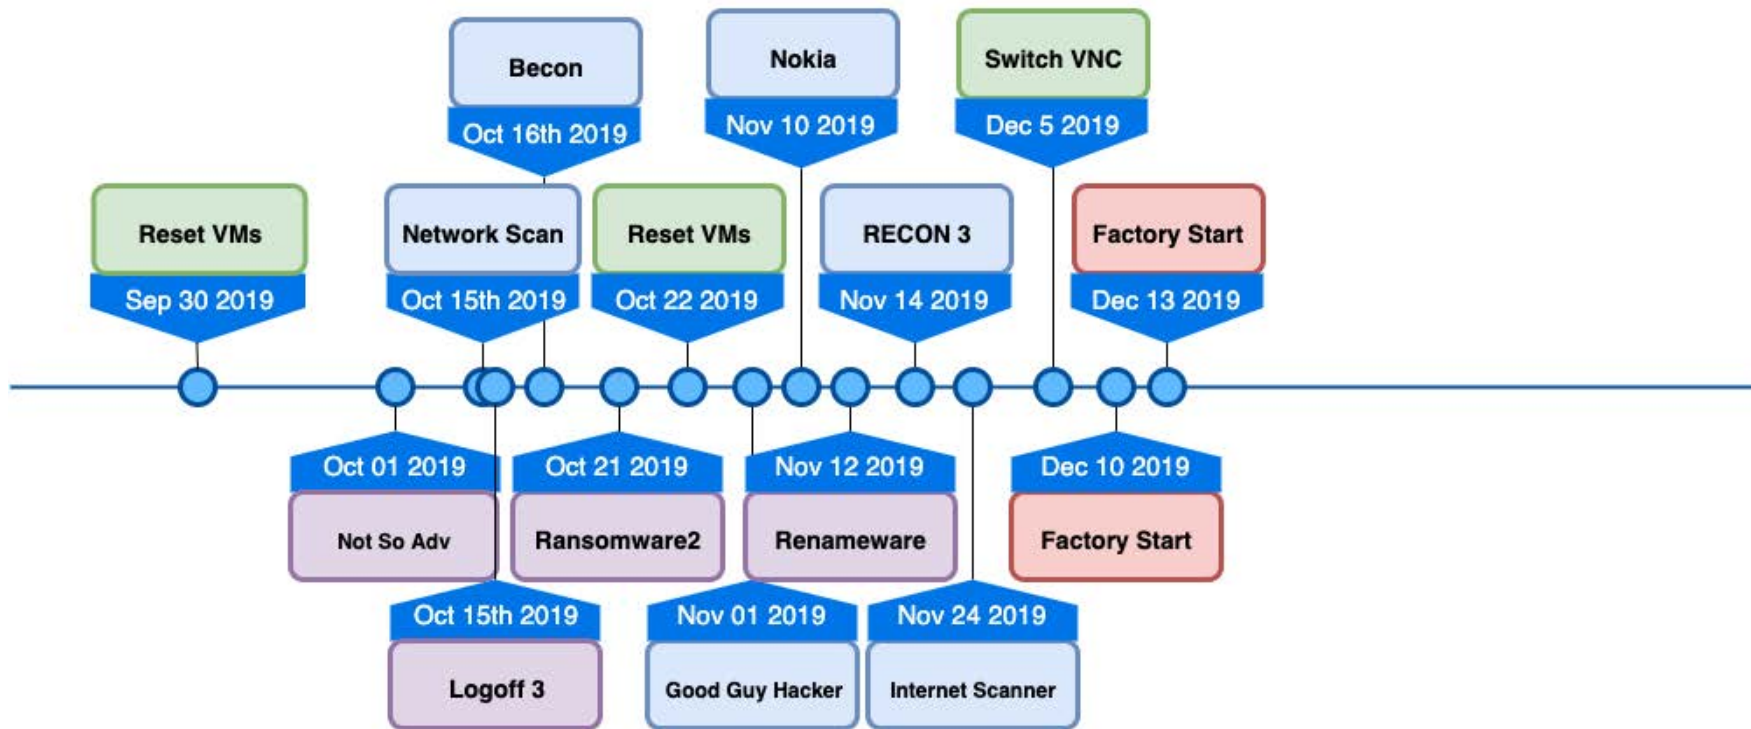 Becon
Oct 16th 2019
Nokia
Nov 10 2019
Switch VNC
Dec 5 2019
Reset VMs
Sep 30 2019
Network Scan
Oct 15th 2019
Reset VMs
Oct 22 2019
RECON 3
Nov 14 2019
Factory Start
Dec 13 2019
Oct 01 2019
Not So Adv
Oct 21 2019
Ransomware2
Nov 12 2019
Renameware
Dec 10 2019
Factory Start
Oct 15th 2019
Logoff 3
Nov 01 2019
Good Guy Hacker
Nov 24 2019
Internet Scanner